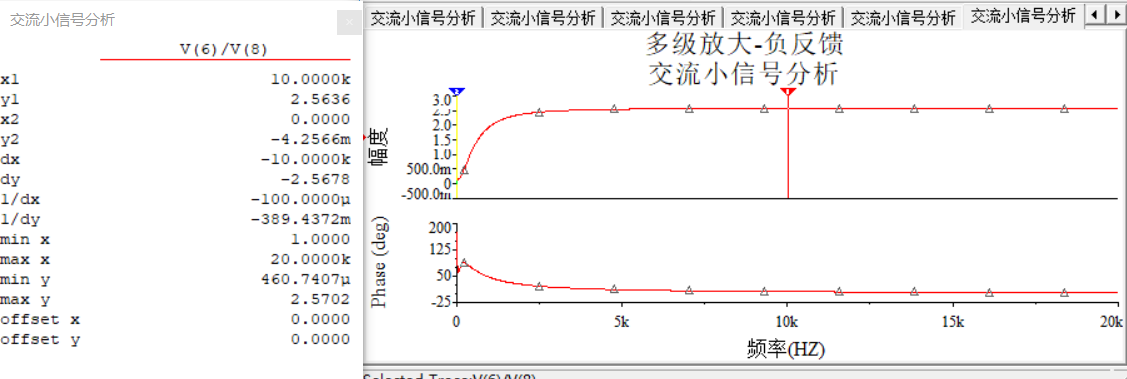 交流小信号分析
×
V(6)/V(8)
x1 10.0000k
y1 2.5636
x2 0.0000
y2 -4.2566m
dx -10.0000k
dy -2.5678
1/dx -100.0000µ
1/dy -389.4372m
min x 1.0000
max x 20.0000k
min y 460.7407µ
max y 2.5702
offset x 0.0000
offset y 0.0000
交流小信号分析 交流小信号分析 交流小信号分析 交流小信号分析 交流小信号分析 交流小信号分析
多级放大-负反馈
交流小信号分析
幅度
3.0
2.5
2.0
1.5
1.0
500.0m
0
-500.0m
Phase (deg)
200
125
50
-25
0 5k 10k 15k 20k
频率(HZ)
Selected Trace:V(6)/V(8)